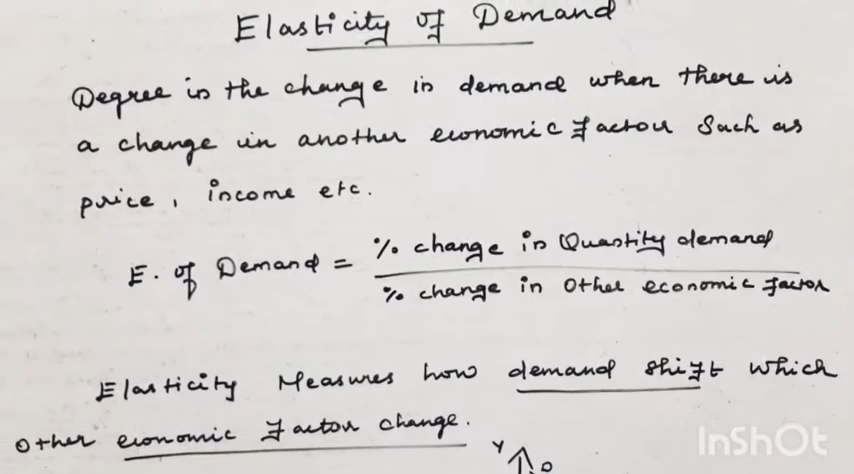 Elasticity of Demand
Degree is the change in demand when there is
a change in another economic factor Such as
price, income etc.
E. of Demand = % change in Quantity demand
% change in Other economic factor
Elasticity Measures how demand shift which
other economic Factor change.
Y
D
InShOt